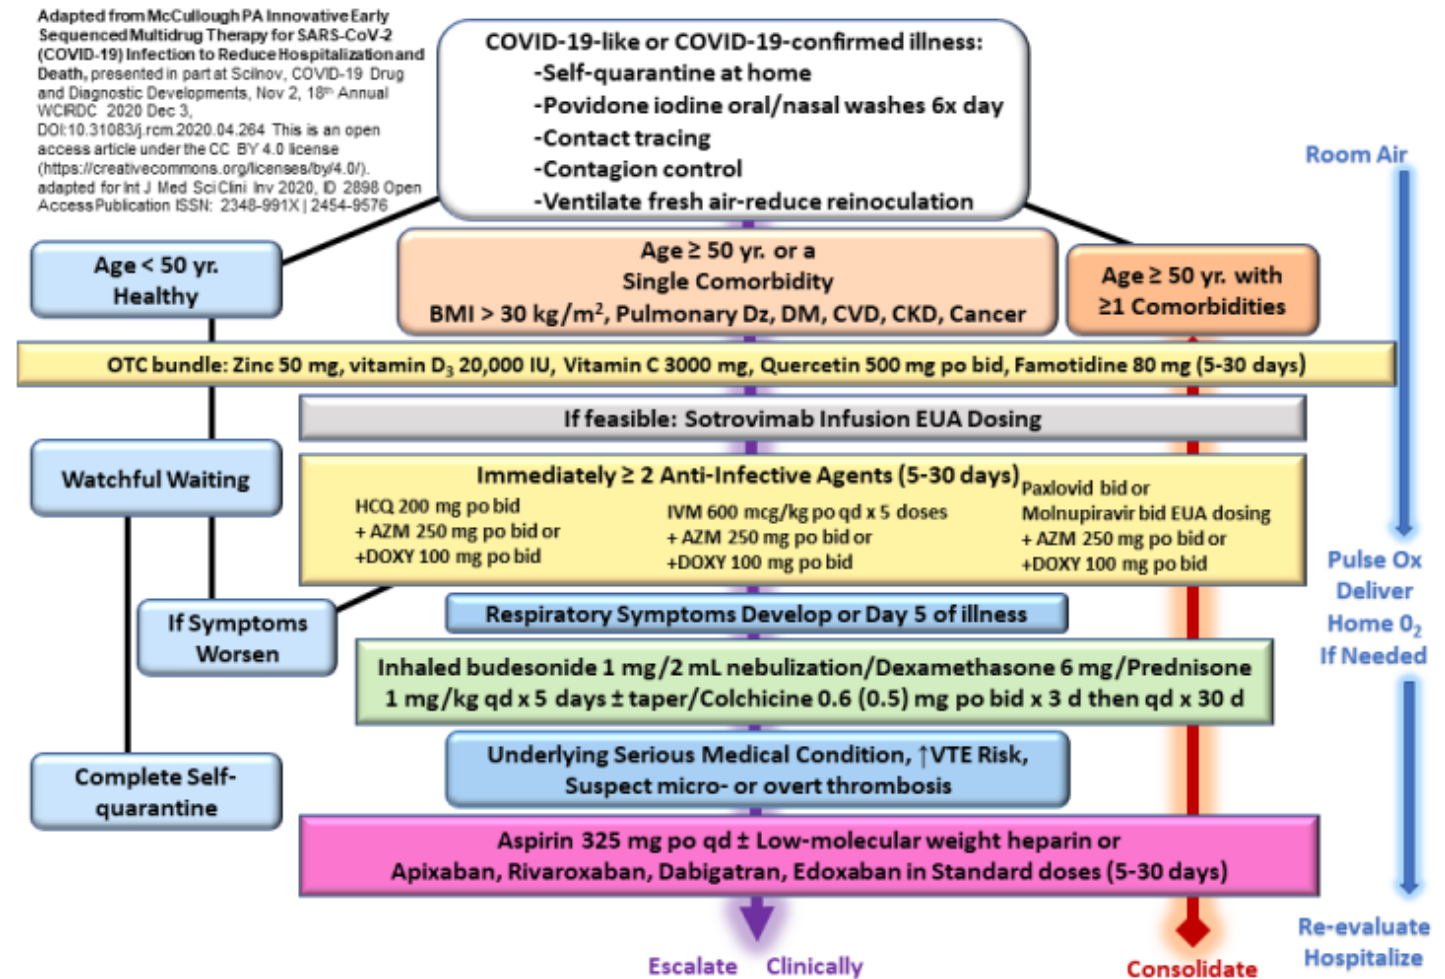 Adapted from McCullough PA Innovative Early
Sequenced Multidrug Therapy for SARS-CoV-2
(COVID-19) Infection to Reduce Hospitalization and
Death, presented in part at SciInov, COVID-19 Drug
and Diagnostic Developments, Nov 2, 18th Annual
WCIRDC 2020 Dec 3,
DOI:10.31083/j.rcm.2020.04.264 This is an open
access article under the CC BY 4.0 license
(https://creativecommons.org/licenses/by/4.0/).
adapted for Int J Med Sci Clini Inv 2020, ID 2898 Open
Access Publication ISSN: 2348-991X | 2454-9576
COVID-19-like or COVID-19-confirmed illness:
-Self-quarantine at home
-Povidone iodine oral/nasal washes 6x day
-Contact tracing
-Contagion control
-Ventilate fresh air-reduce reinoculation
Room Air
Age < 50 yr.
Healthy
Age ≥ 50 yr. or a
Single Comorbidity
BMI > 30 kg/m², Pulmonary Dz, DM, CVD, CKD, Cancer
Age ≥ 50 yr. with
≥1 Comorbidities
OTC bundle: Zinc 50 mg, vitamin D₃ 20,000 IU, Vitamin C 3000 mg, Quercetin 500 mg po bid, Famotidine 80 mg (5-30 days)
If feasible: Sotrovimab Infusion EUA Dosing
Watchful Waiting
Immediately ≥ 2 Anti-Infective Agents (5-30 days)
HCQ 200 mg po bid
+ AZM 250 mg po bid or
+DOXY 100 mg po bid
IVM 600 mcg/kg po qd x 5 doses
+ AZM 250 mg po bid or
+DOXY 100 mg po bid
Paxlovid bid or
Molnupiravir bid EUA dosing
+ AZM 250 mg po bid or
+DOXY 100 mg po bid
Pulse Ox
Deliver
Home 0₂
If Needed
If Symptoms
Worsen
Respiratory Symptoms Develop or Day 5 of illness
Inhaled budesonide 1 mg/2 mL nebulization/Dexamethasone 6 mg/Prednisone
1 mg/kg qd x 5 days ± taper/Colchicine 0.6 (0.5) mg po bid x 3 d then qd x 30 d
Underlying Serious Medical Condition, ↑VTE Risk,
Suspect micro- or overt thrombosis
Complete Self-
quarantine
Aspirin 325 mg po qd ± Low-molecular weight heparin or
Apixaban, Rivaroxaban, Dabigatran, Edoxaban in Standard doses (5-30 days)
Escalate Clinically
Consolidate
Re-evaluate
Hospitalize